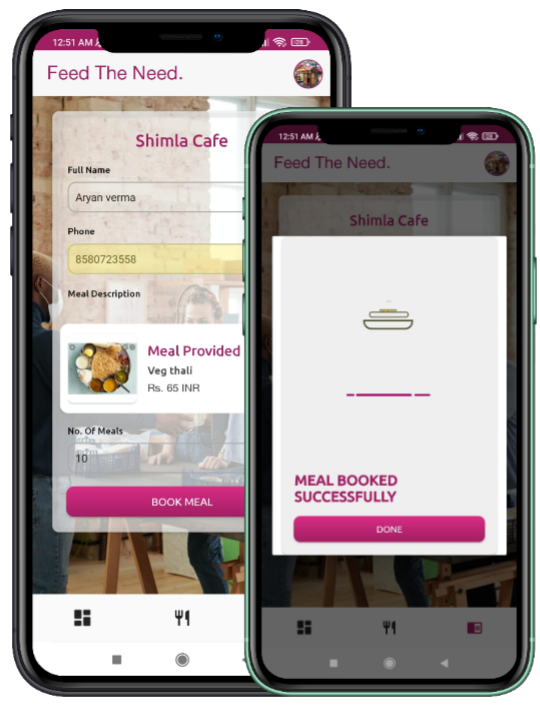 12:51 AM
Feed The Need.
Shimla Cafe
Full Name
Aryan verma
Phone
8580723558
Meal Description
Meal Provided
Veg thali
Rs. 65 INR
No. Of Meals
10
BOOK MEAL
12:51 AM
Feed The Need.
Shimla Cafe
MEAL BOOKED
SUCCESSFULLY
DONE